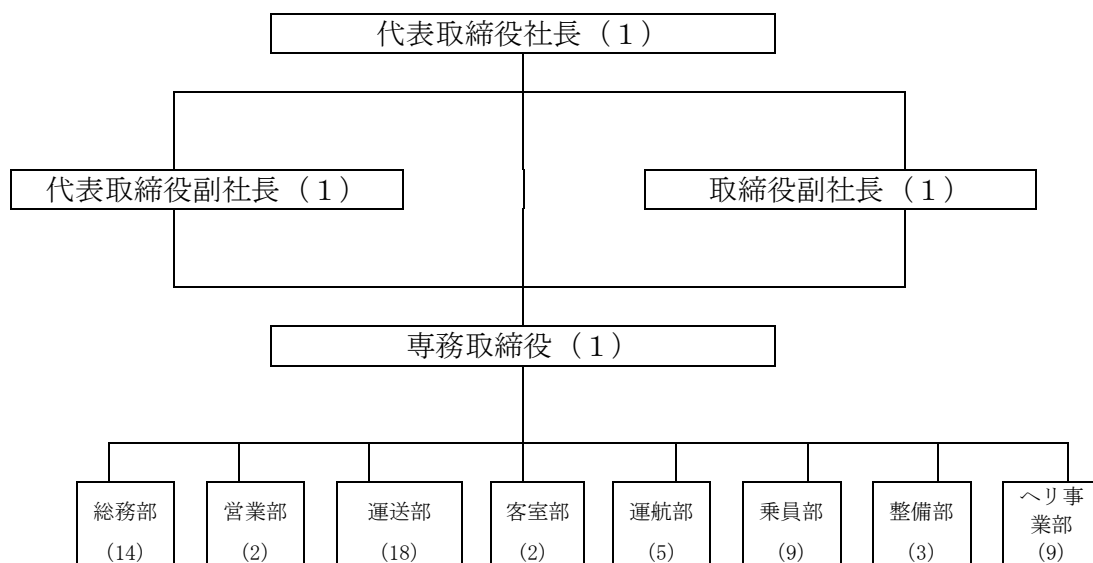 代表取締役社長（１）
代表取締役副社長（１）
取締役副社長（１）
専務取締役（１）
総務部
(14)
営業部
(2)
運送部
(18)
客室部
(2)
運航部
(5)
乗員部
(9)
整備部
(3)
ヘリ事
業部
(9)